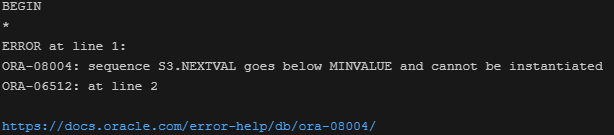 BEGIN
*
ERROR at line 1:
ORA-08004: sequence S3.NEXTVAL goes below MINVALUE and cannot be instantiated
ORA-06512: at line 2
https://docs.oracle.com/error-help/db/ora-08004/